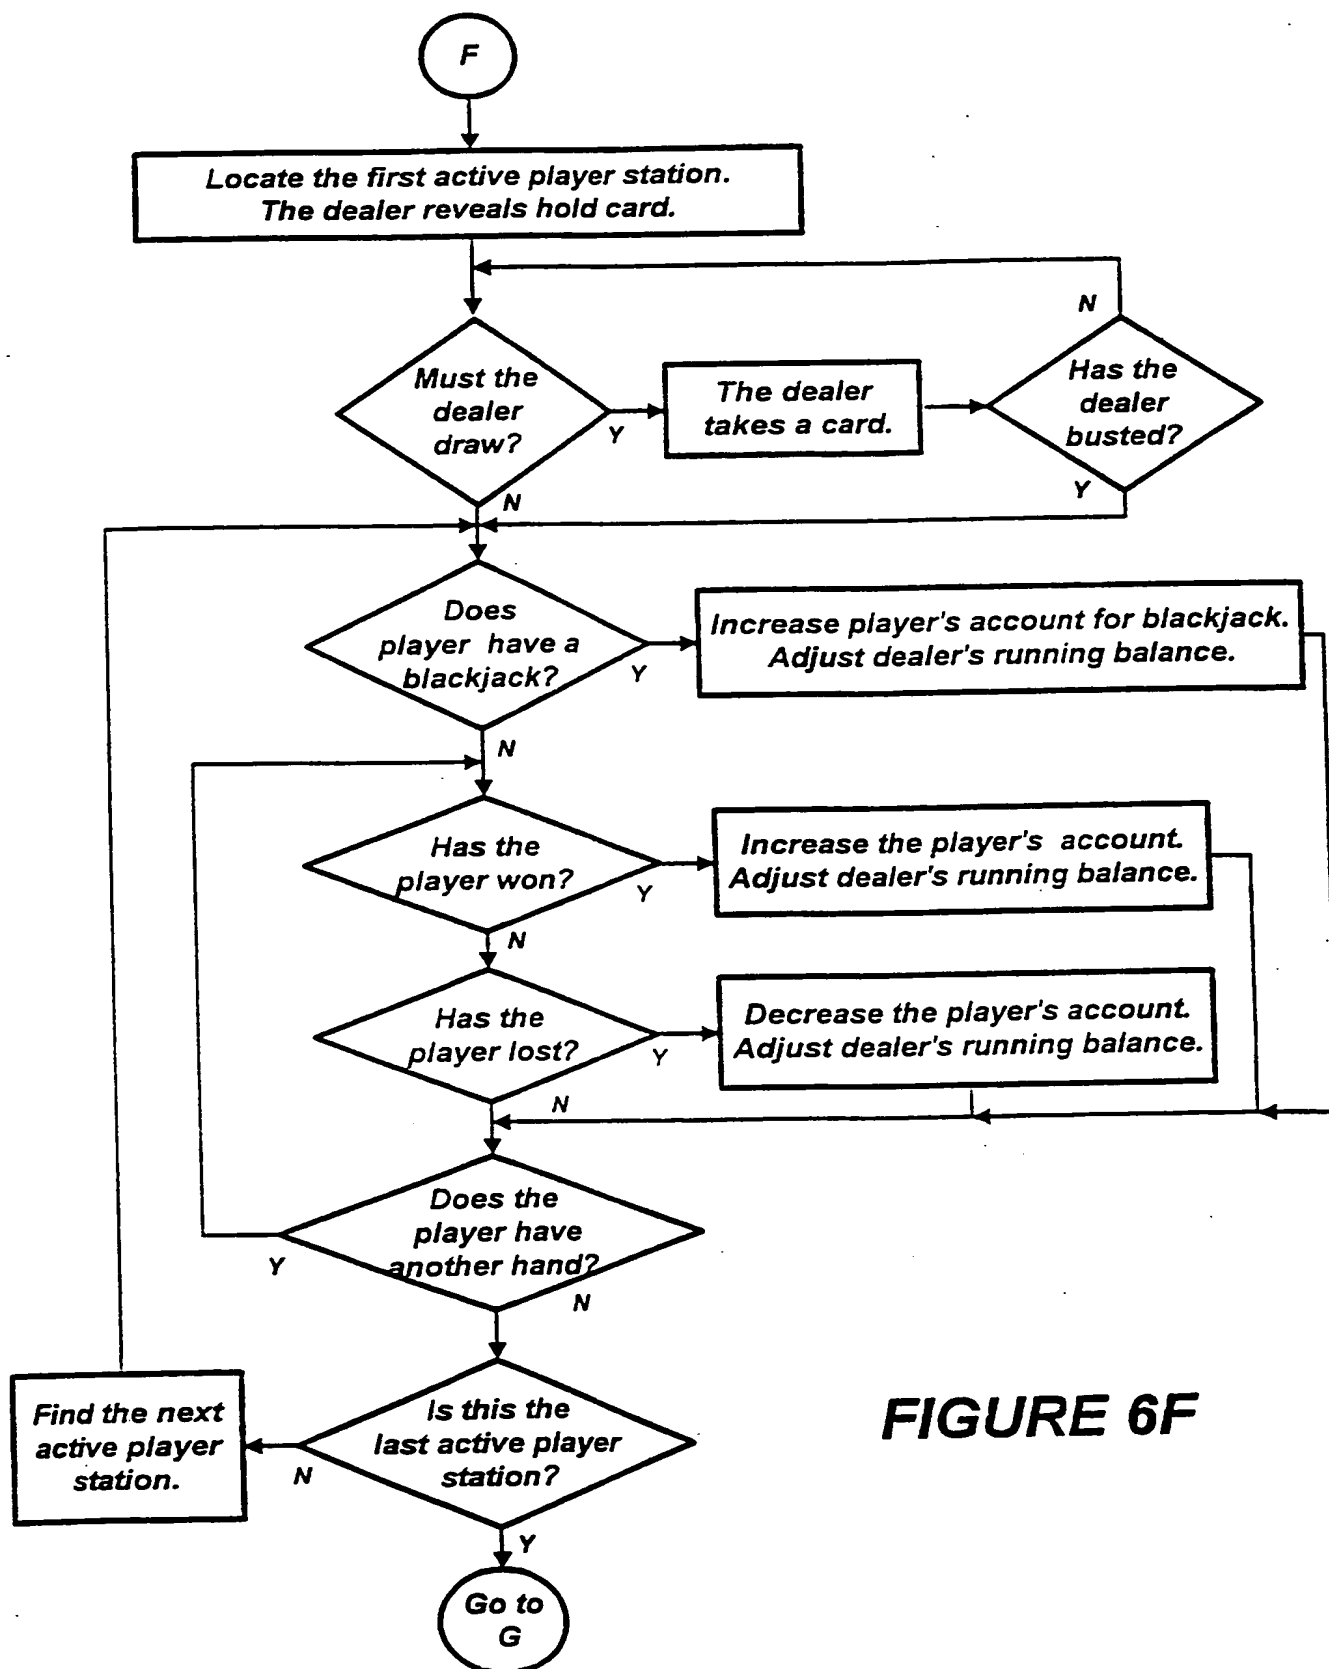 F
Locate the first active player station.
The dealer reveals hold card.
N
Must the
dealer
draw?
Y
The dealer
takes a card.
Has the
dealer
busted?
Y
N
Does
player have a
blackjack?
Y
Increase player's account for blackjack.
Adjust dealer's running balance.
N
Has the
player won?
Y
Increase the player's account.
Adjust dealer's running balance.
N
Has the
player lost?
Y
Decrease the player's account.
Adjust dealer's running balance.
N
Does the
player have
another hand?
Y
N
Find the next
active player
station.
N
Is this the
last active player
station?
FIGURE 6F
Y
Go to
G